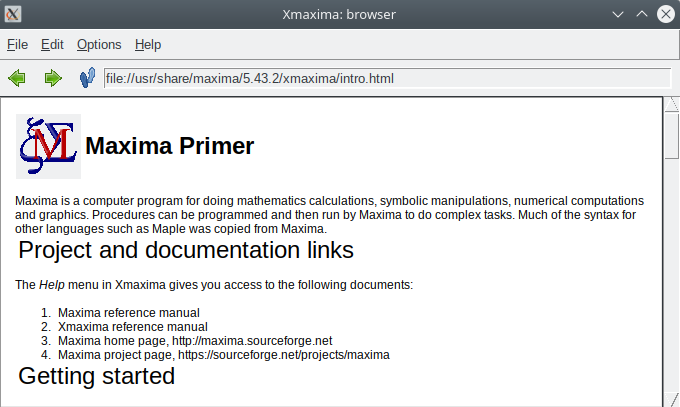 Xmaxima: browser
File Edit Options Help
file://usr/share/maxima/5.43.2/xmaxima/intro.html
Maxima Primer
Maxima is a computer program for doing mathematics calculations, symbolic manipulations, numerical computations
and graphics. Procedures can be programmed and then run by Maxima to do complex tasks. Much of the syntax for
other languages such as Maple was copied from Maxima.
Project and documentation links
The Help menu in Xmaxima gives you access to the following documents:
1. Maxima reference manual
2. Xmaxima reference manual
3. Maxima home page, http://maxima.sourceforge.net
4. Maxima project page, https://sourceforge.net/projects/maxima
Getting started